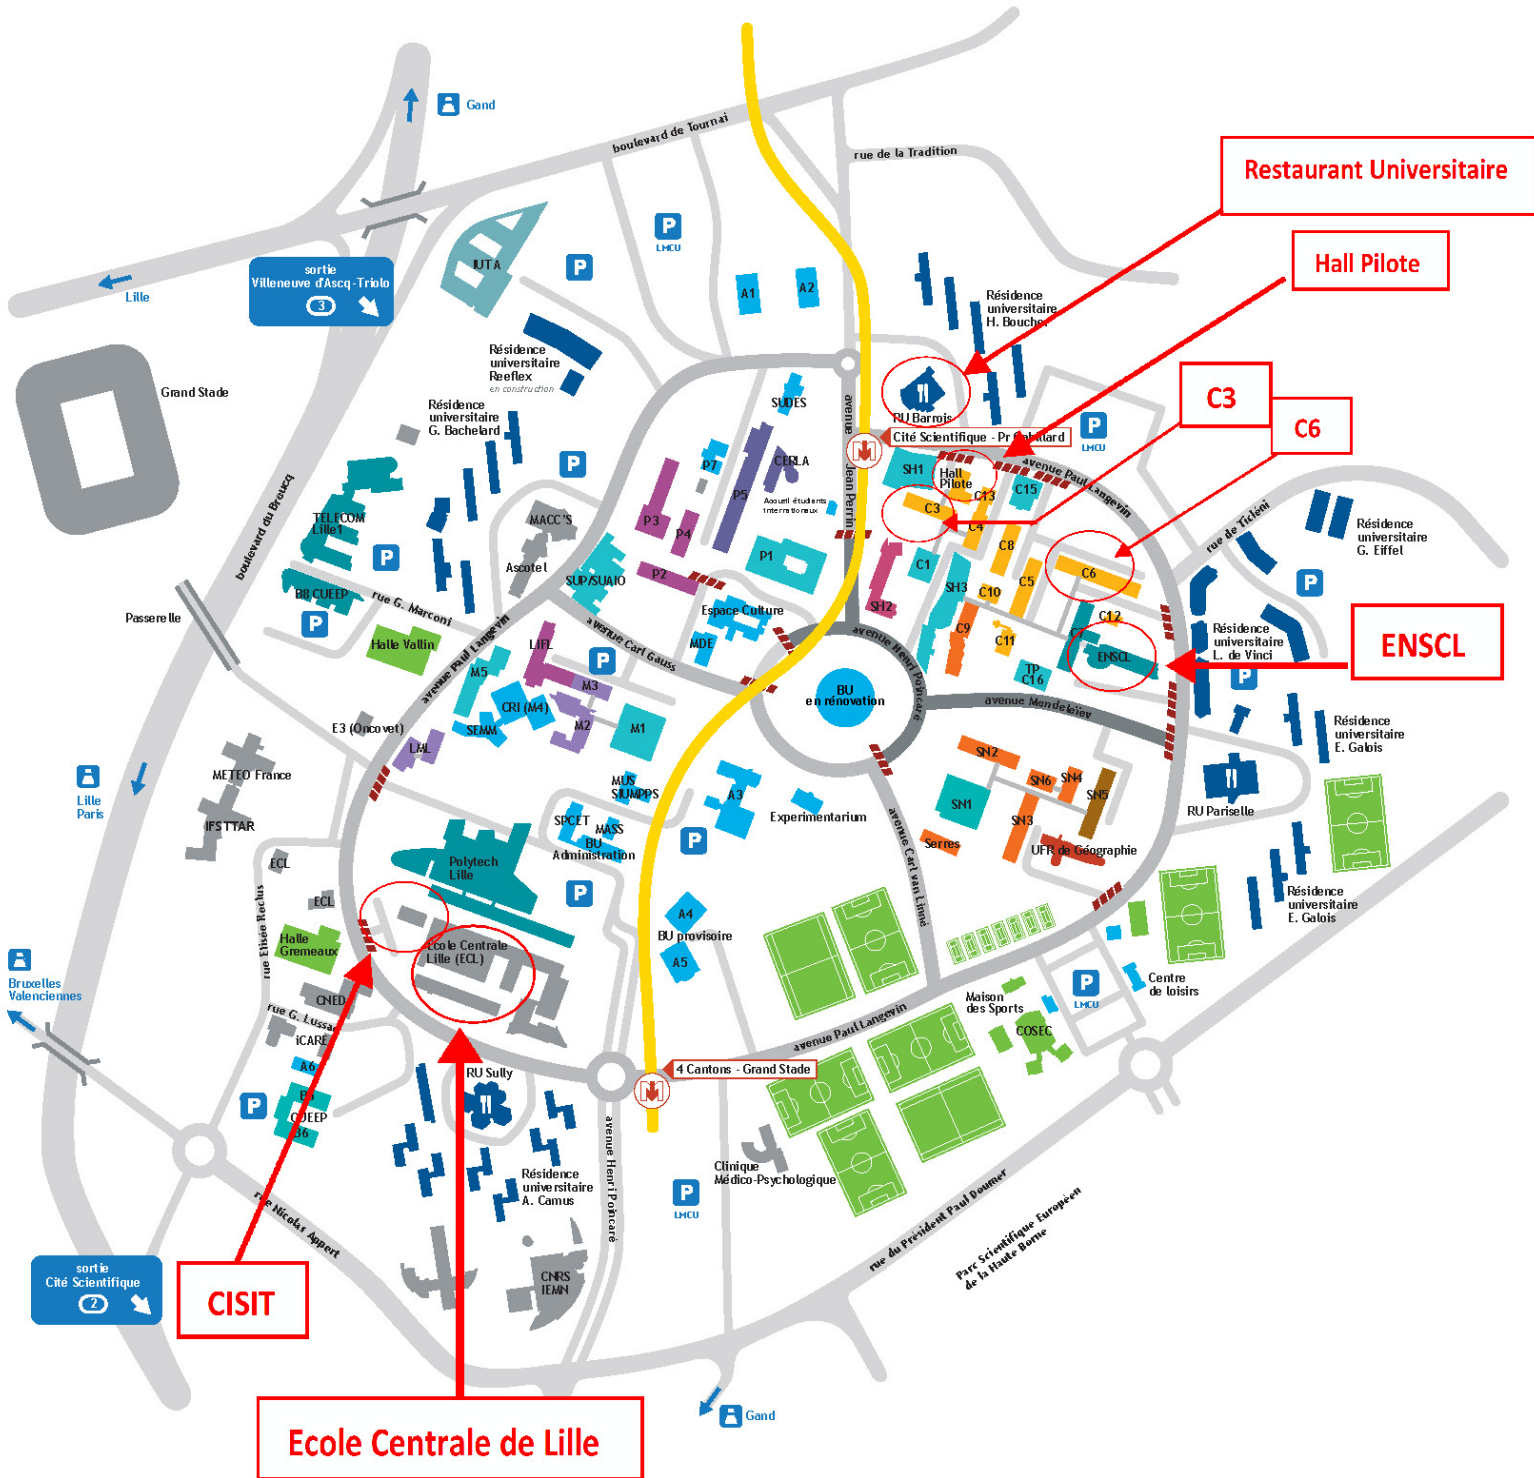 Gand
boulevard de Tournai
rue de la Tradition
Restaurant Universitaire
P
LMCU
Hall Pilote
IUT A
P
sortie
Villeneuve d'Ascq-Triolo
3
Lille
A1
A2
Résidence
universitaire
H. Boucher
Résidence
universitaire
Reeflex
en construction
Grand Stade
SUDES
RU Barrois
C3
C6
Résidence
universitaire
G. Bachelard
avenue Jean Perrin
Cité Scientifique - Pr Gabillard
P
LMCU
avenue Paul Langevin
P7
CERLA
P5
Accueil étudiants
internationaux
SH1
Hall
Pilote
C13
C15
C3
C4
P
boulevard du Breucq
TELECOM
Lille1
MACC'S
P3
P4
P1
C8
rue de Ticléni
Résidence
universitaire
G. Eiffel
P
Ascotel
SUP/SUAIO
P2
C1
SH3
C5
C6
C10
P
B8 CUEEP
rue G. Marconi
Passerelle
P
Espace Culture
SH2
C9
C11
C12
C7
ENSCL
ENSCL
Halle Vallin
avenue Paul Langevin
avenue Carl Gauss
MDE
avenue Henri Poincaré
Résidence
universitaire
L. de Vinci
P
LIFL
P
M5
M3
TP
C16
BU
en rénovation
avenue Mendeleïev
CRI (M4)
SEMM
M2
M1
E3 (Oncovet)
LML
Résidence
universitaire
E. Galois
METEO France
SN2
SN6
SN4
SN5
Lille
Paris
MUS
SIUMPPS
A3
Experimentarium
SN1
SN3
RU Pariselle
IFSTTAR
SPCET
MASS
BU
Administration
P
Serres
UFR de Géographie
ECL
Polytech
Lille
avenue Carl van Linné
P
Résidence
universitaire
E. Galois
ECL
rue Elisée Reclus
Halle
Gremeaux
Ecole Centrale
Lille (ECL)
A4
BU provisoire
A5
Bruxelles
Valenciennes
CNED
rue G. Lussac
iCARE
P
LMCU
Centre
de loisirs
Maison
des Sports
COSEC
avenue Paul Langevin
A6
RU Sully
4 Cantons - Grand Stade
P
B5
CUEEP
B6
avenue Henri Poincaré
Clinique
Médico-Psychologique
Résidence
universitaire
A. Camus
P
LMCU
rue Nicolas Appert
rue du Président Paul Doumer
Parc Scientifique Européen
de la Haute Borne
sortie
Cité Scientifique
2
CISIT
CNRS
IEMN
Gand
Ecole Centrale de Lille